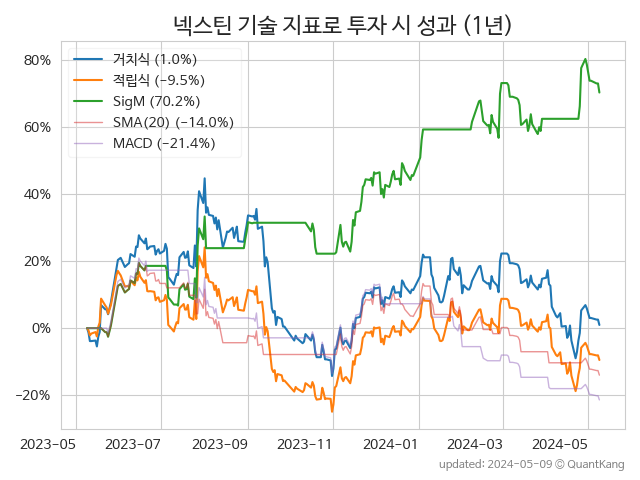 넥스틴 기술 지표로 투자 시 성과 (1년)
거치식 (1.0%)
적립식 (−9.5%)
SigM (70.2%)
SMA(20) (−14.0%)
MACD (−21.4%)
80%
60%
40%
20%
0%
−20%
2023-05 2023-07 2023-09 2023-11 2024-01 2024-03 2024-05
updated: 2024-05-09 © QuantKang